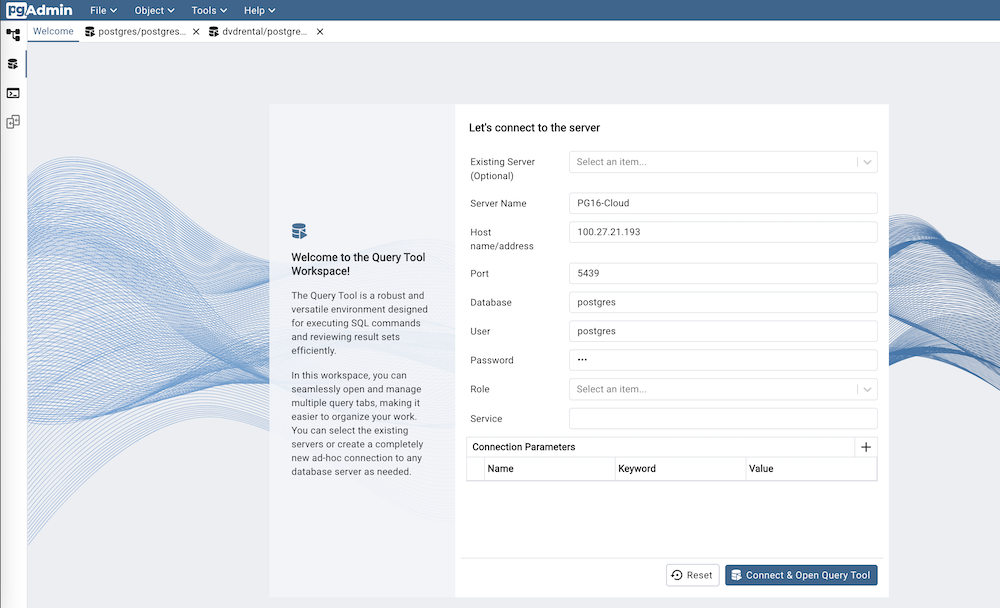 pgAdmin File Object Tools Help
Welcome postgres/postgres... dvdrental/postgre...
Let's connect to the server
Existing Server
(Optional)
Select an item...
Server Name
PG16-Cloud
Host
name/address
100.27.21.193
Port
5439
Database
postgres
User
postgres
Password
•••
Role
Select an item...
Service
Connection Parameters
Name Keyword Value
Reset Connect & Open Query Tool
Welcome to the Query Tool
Workspace!
The Query Tool is a robust and
versatile environment designed
for executing SQL commands
and reviewing result sets
efficiently.
In this workspace, you can
seamlessly open and manage
multiple query tabs, making it
easier to organize your work.
You can select the existing
servers or create a completely
new ad-hoc connection to any
database server as needed.